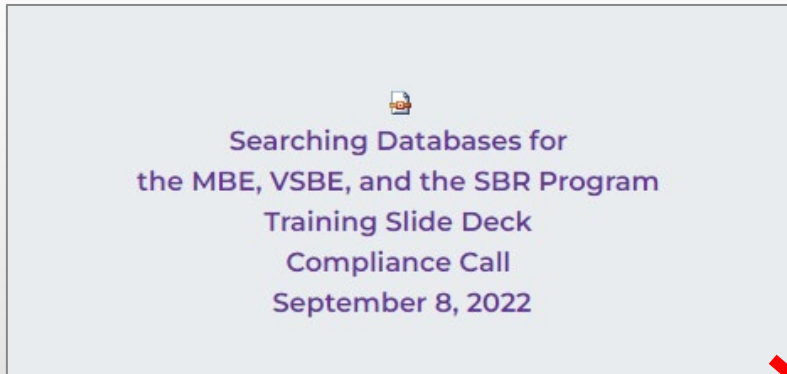 Searching Databases for
the MBE, VSBE, and the SBR Program
Training Slide Deck
Compliance Call
September 8, 2022